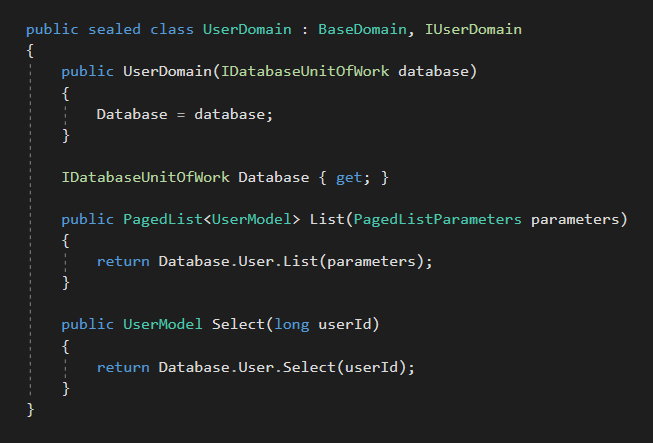 public sealed class UserDomain : BaseDomain, IUserDomain
{
    public UserDomain(IDatabaseUnitOfWork database)
    {
        Database = database;
    }

    IDatabaseUnitOfWork Database { get; }

    public PagedList<UserModel> List(PagedListParameters parameters)
    {
        return Database.User.List(parameters);
    }

    public UserModel Select(long userId)
    {
        return Database.User.Select(userId);
    }
}